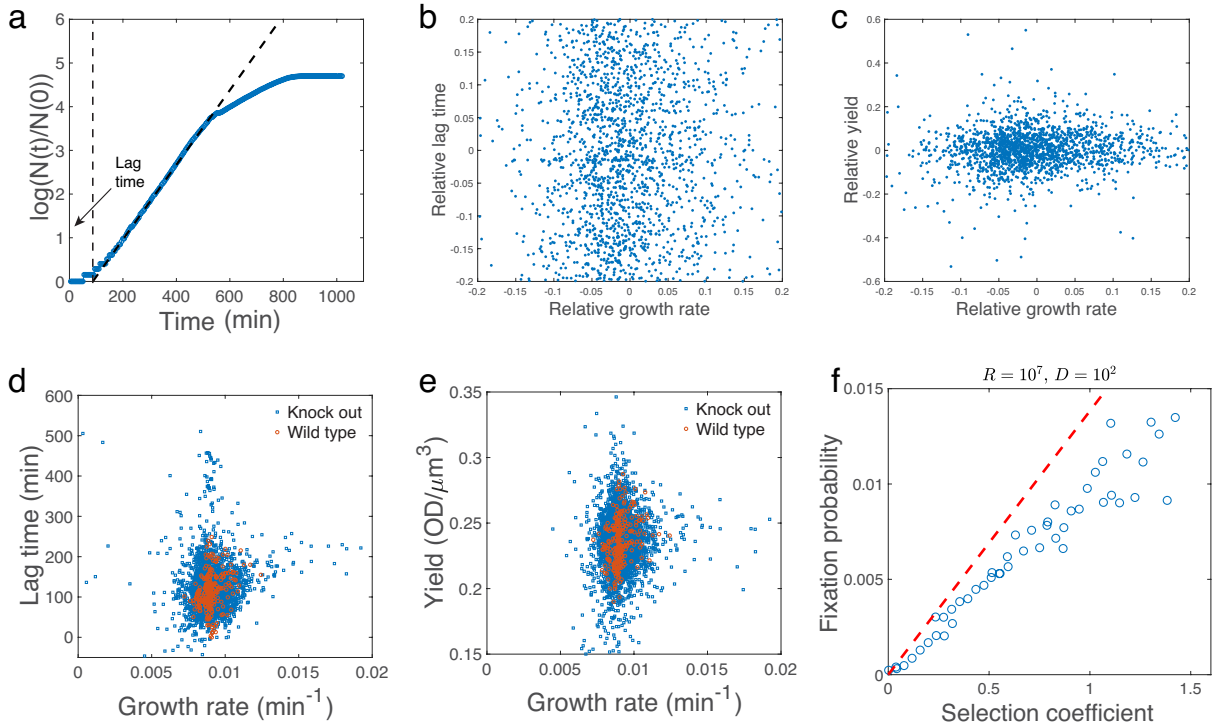 a
log(N(t)/N(0))
6
5
4
3
2
1
0
Lag
time
0 200 400 600 800 1000
Time (min)
b
Relative lag time
0.2
0.15
0.1
0.05
0
-0.05
-0.1
-0.15
-0.2
-0.2 -0.15 -0.1 -0.05 0 0.05 0.1 0.15 0.2
Relative growth rate
c
Relative yield
0.6
0.4
0.2
0
-0.2
-0.4
-0.6
-0.2 -0.15 -0.1 -0.05 0 0.05 0.1 0.15 0.2
Relative growth rate
d
Lag time (min)
600
500
400
300
200
100
0
Knock out
Wild type
0 0.005 0.01 0.015 0.02
Growth rate (min⁻¹)
e
Yield (OD/μm³)
0.35
0.30
0.25
0.2
0.15
Knock out
Wild type
0 0.005 0.01 0.015 0.02
Growth rate (min⁻¹)
f
R = 10⁷, D = 10²
Fixation probability
0.015
0.01
0.005
0
0 0.5 1 1.5
Selection coefficient